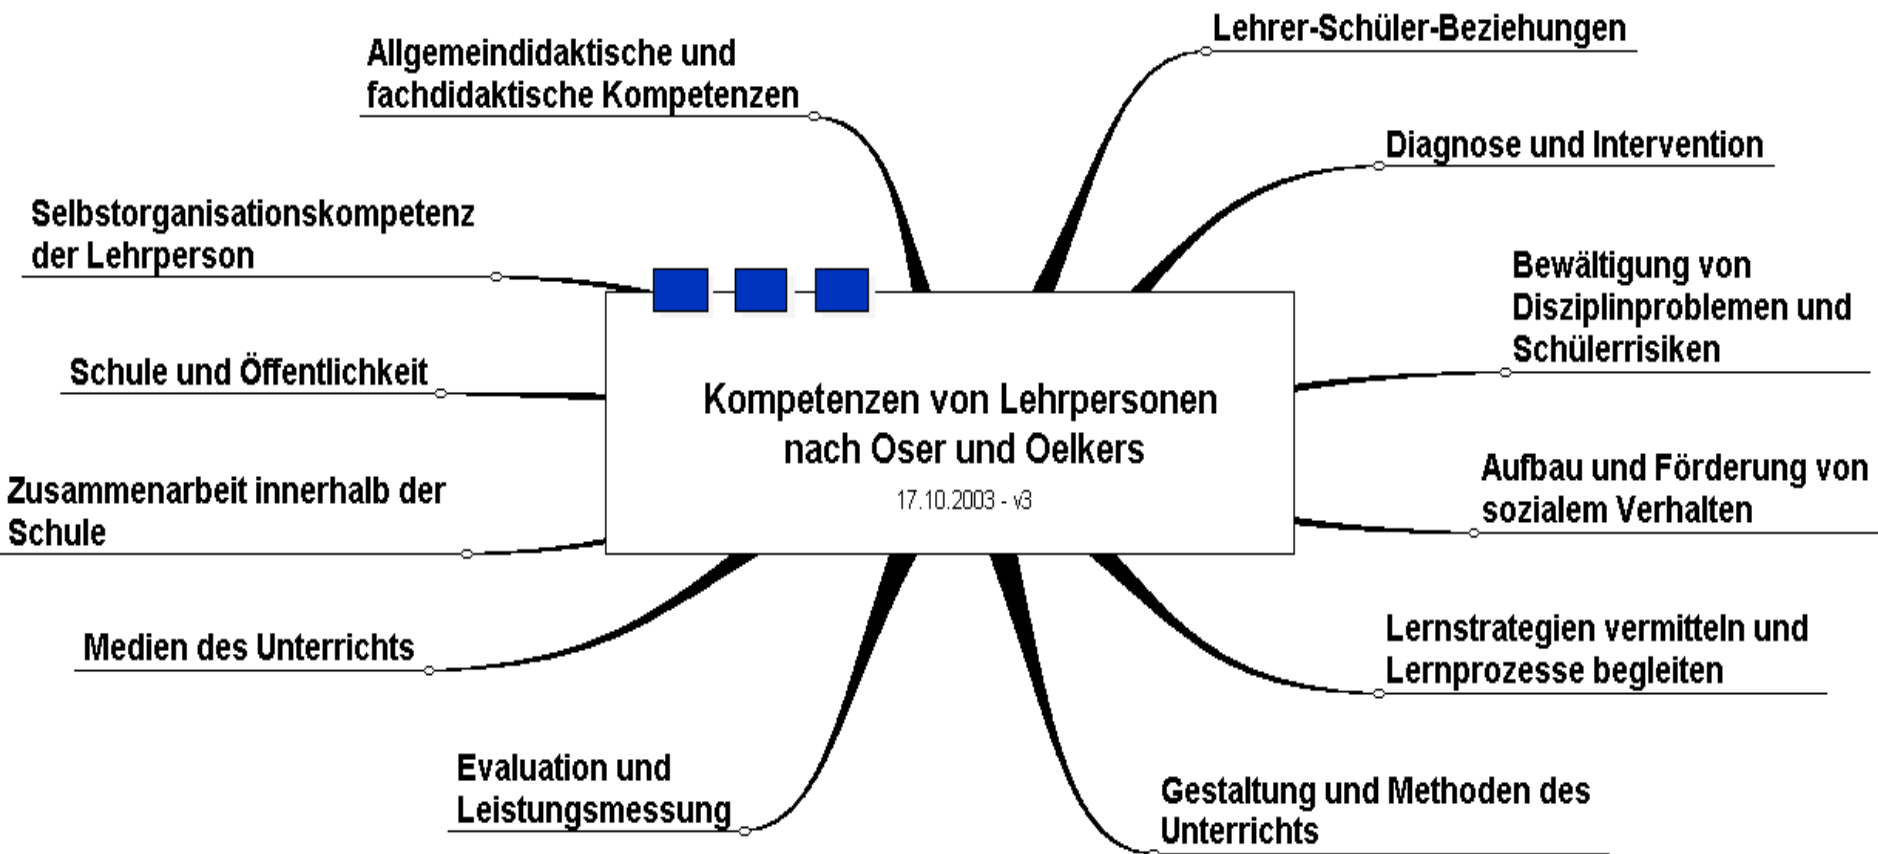 Kompetenzen von Lehrpersonen
nach Oser und Oelkers
17.10.2003 - v3
Lehrer-Schüler-Beziehungen
Diagnose und Intervention
Bewältigung von
Disziplinproblemen und
Schülerrisiken
Aufbau und Förderung von
sozialem Verhalten
Lernstrategien vermitteln und
Lernprozesse begleiten
Gestaltung und Methoden des
Unterrichts
Evaluation und
Leistungsmessung
Medien des Unterrichts
Zusammenarbeit innerhalb der
Schule
Schule und Öffentlichkeit
Selbstorganisationskompetenz
der Lehrperson
Allgemeindidaktische und
fachdidaktische Kompetenzen